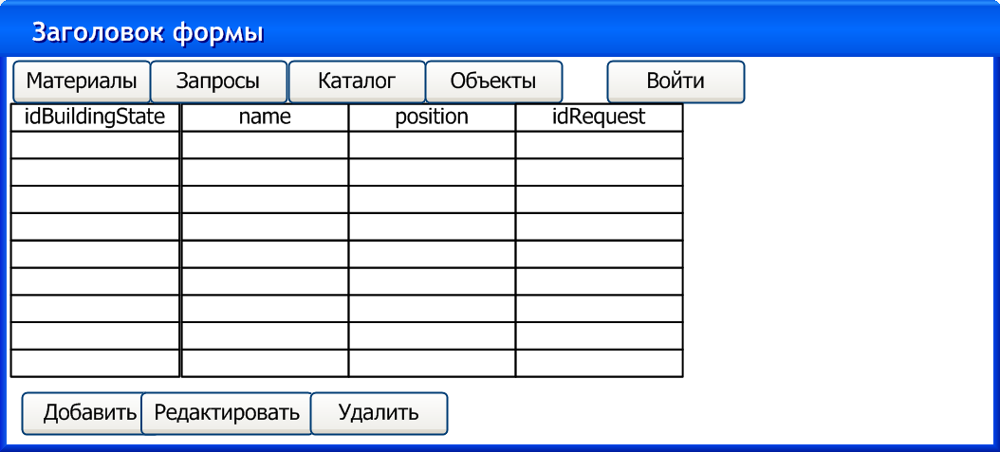 Заголовок формы
Материалы Запросы Каталог Объекты Войти
idBuildingState name position idRequest
Добавить Редактировать Удалить